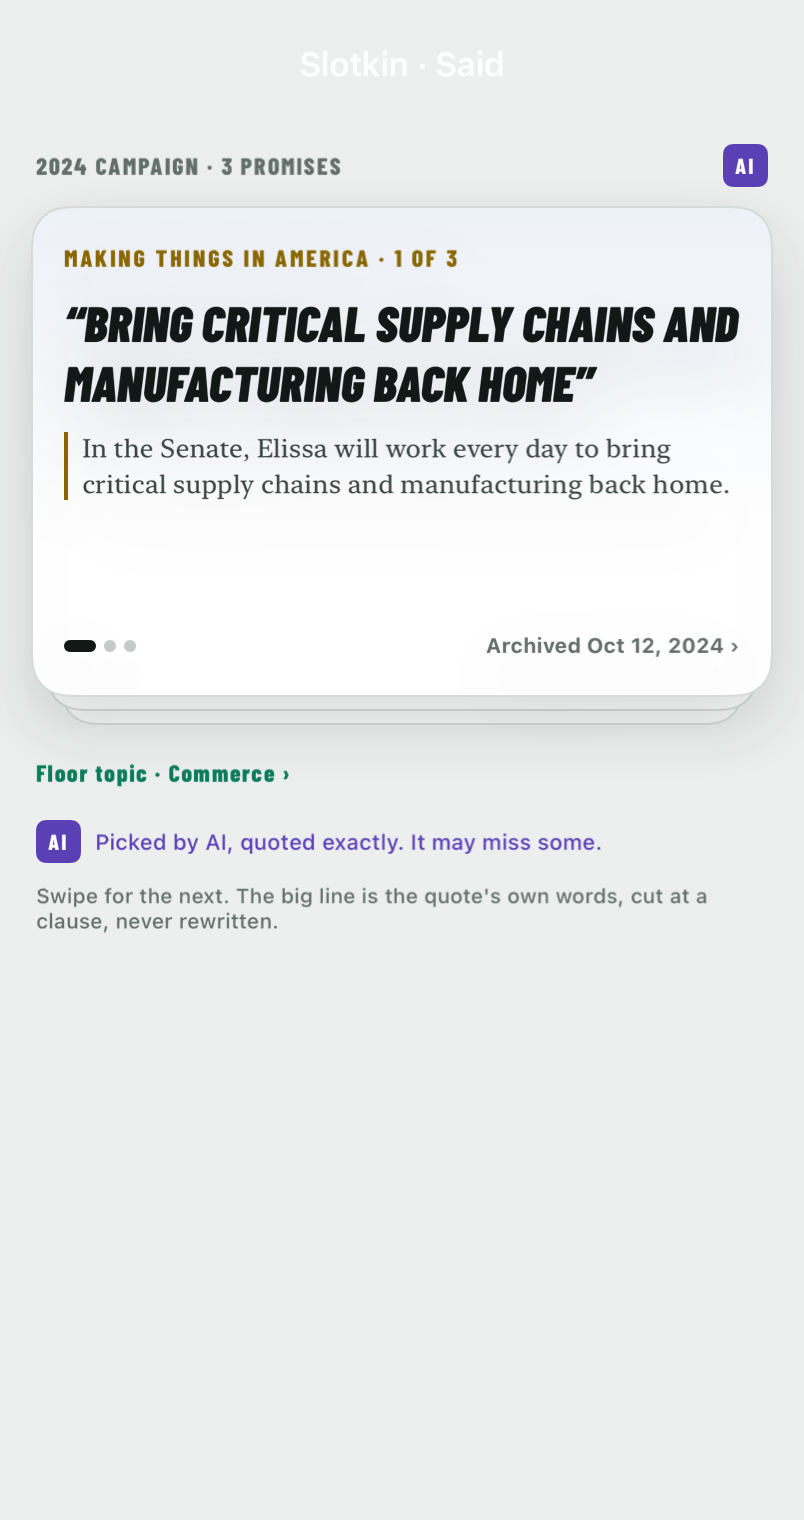 Slotkin · Said
2024 CAMPAIGN · 3 PROMISES
AI
MAKING THINGS IN AMERICA · 1 OF 3
“BRING CRITICAL SUPPLY CHAINS AND
MANUFACTURING BACK HOME”
In the Senate, Elissa will work every day to bring
critical supply chains and manufacturing back home.
Archived Oct 12, 2024 ›
Floor topic · Commerce ›
AI Picked by AI, quoted exactly. It may miss some.
Swipe for the next. The big line is the quote's own words, cut at a
clause, never rewritten.